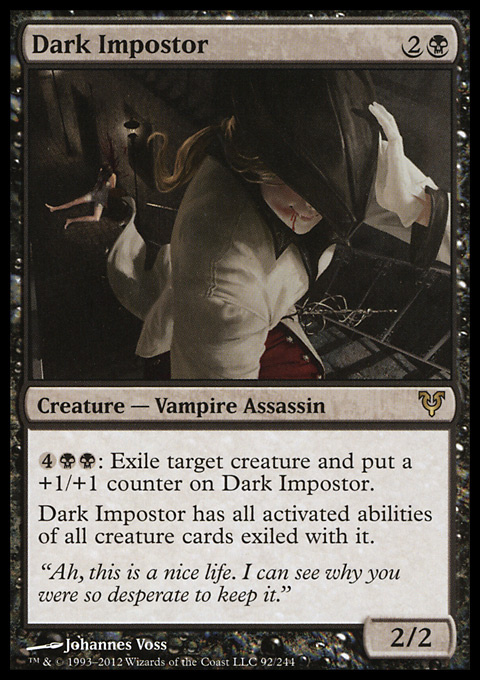 Dark Impostor 2
Creature — Vampire Assassin
4: Exile target creature and put a
+1/+1 counter on Dark Impostor.
Dark Impostor has all activated abilities
of all creature cards exiled with it.
“Ah, this is a nice life. I can see why you
were so desperate to keep it.”
2/2
Johannes Voss
™ & © 1993–2012 Wizards of the Coast LLC 92/244